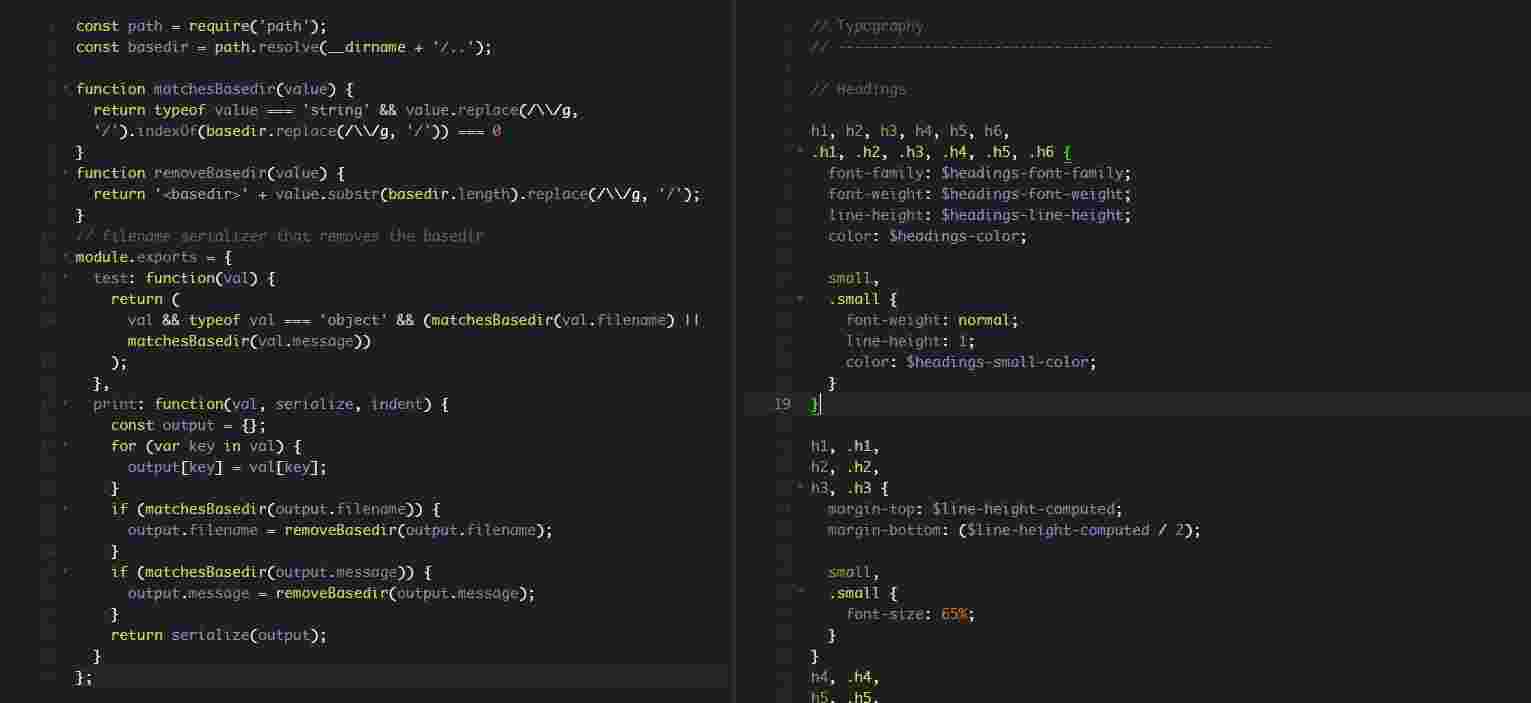 const path = require('path');
const basedir = path.resolve(__dirname + '/..');
function matchesBasedir(value) {
return typeof value === 'string' && value.replace(/\\/g,
'/').indexOf(basedir.replace(/\\/g, '/')) === 0
}
function removeBasedir(value) {
return '<basedir>' + value.substr(basedir.length).replace(/\\/g, '/');
}
// filename serializer that removes the basedir
module.exports = {
test: function(val) {
return (
val && typeof val === 'object' && (matchesBasedir(val.filename) ||
matchesBasedir(val.message))
);
},
print: function(val, serialize, indent) {
const output = {};
for (var key in val) {
output[key] = val[key];
}
if (matchesBasedir(output.filename)) {
output.filename = removeBasedir(output.filename);
}
if (matchesBasedir(output.message)) {
output.message = removeBasedir(output.message);
}
return serialize(output);
}
};
// Typography
// --------------------------------------------------
// Headings
h1, h2, h3, h4, h5, h6,
.h1, .h2, .h3, .h4, .h5, .h6 {
font-family: $headings-font-family;
font-weight: $headings-font-weight;
line-height: $headings-line-height;
color: $headings-color;
small,
.small {
font-weight: normal;
line-height: 1;
color: $headings-small-color;
}
19 }
h1, .h1,
h2, .h2,
h3, .h3 {
margin-top: $line-height-computed;
margin-bottom: ($line-height-computed / 2);
small,
.small {
font-size: 65%;
}
}
h4, .h4,
h5, .h5,